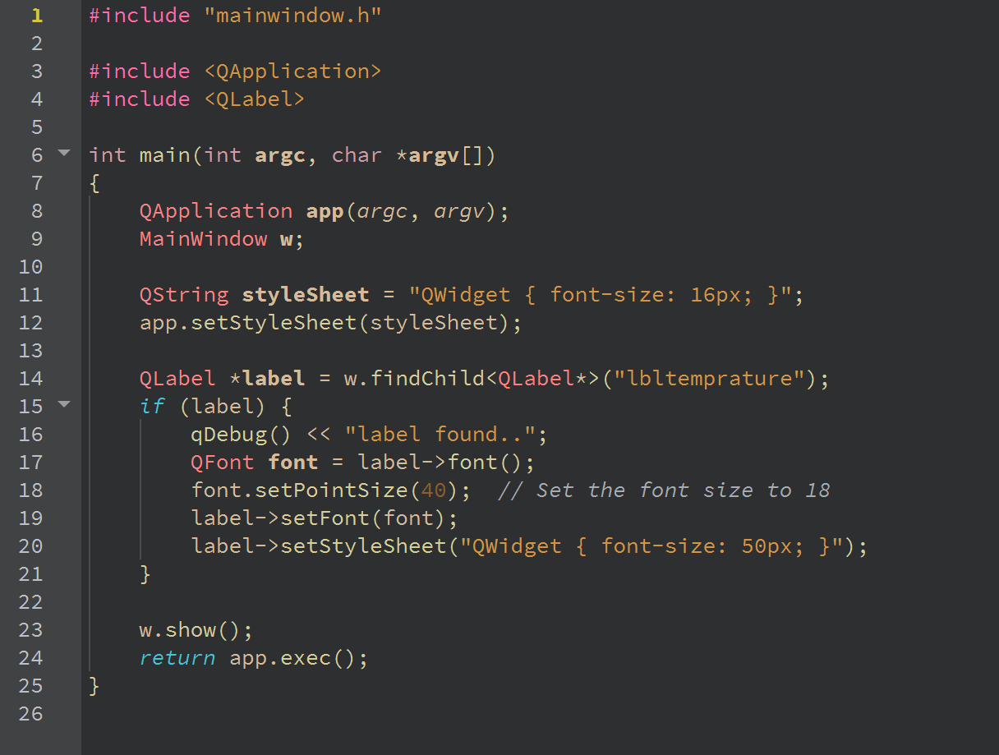 1 #include "mainwindow.h"
2
3 #include <QApplication>
4 #include <QLabel>
5
6 int main(int argc, char *argv[])
7 {
8     QApplication app(argc, argv);
9     MainWindow w;
10
11     QString styleSheet = "QWidget { font-size: 16px; }";
12     app.setStyleSheet(styleSheet);
13
14     QLabel *label = w.findChild<QLabel*>("lbltemprature");
15     if (label) {
16         qDebug() << "label found..";
17         QFont font = label->font();
18         font.setPointSize(40);  // Set the font size to 18
19         label->setFont(font);
20         label->setStyleSheet("QWidget { font-size: 50px; }");
21     }
22
23     w.show();
24     return app.exec();
25 }
26